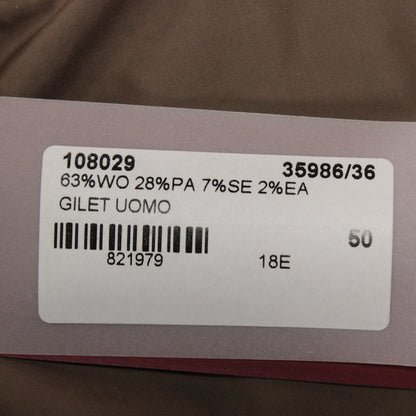 108029 35986/36
63%WO 28%PA 7%SE 2%EA
GILET UOMO
50
821979 18E